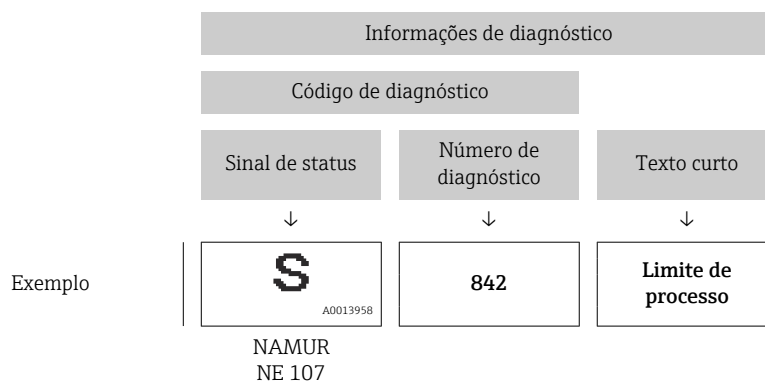 Informações de diagnóstico
Código de diagnóstico
Sinal de status
Número de
diagnóstico
Texto curto
↓ ↓ ↓
Exemplo
S
A0013958
842
Limite de
processo
NAMUR
NE 107